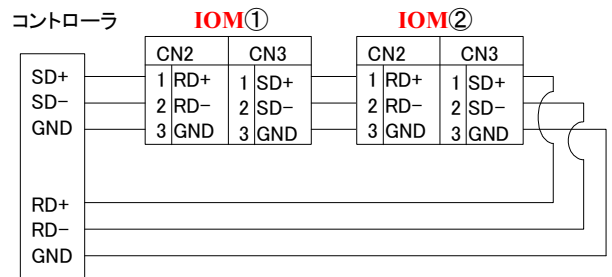 コントローラ IOM① IOM②
CN2 CN3 CN2 CN3
SD+ 1 RD+ 1 SD+ 1 RD+ 1 SD+
SD- 2 RD- 2 SD- 2 RD- 2 SD-
GND 3 GND 3 GND 3 GND 3 GND
RD+
RD-
GND